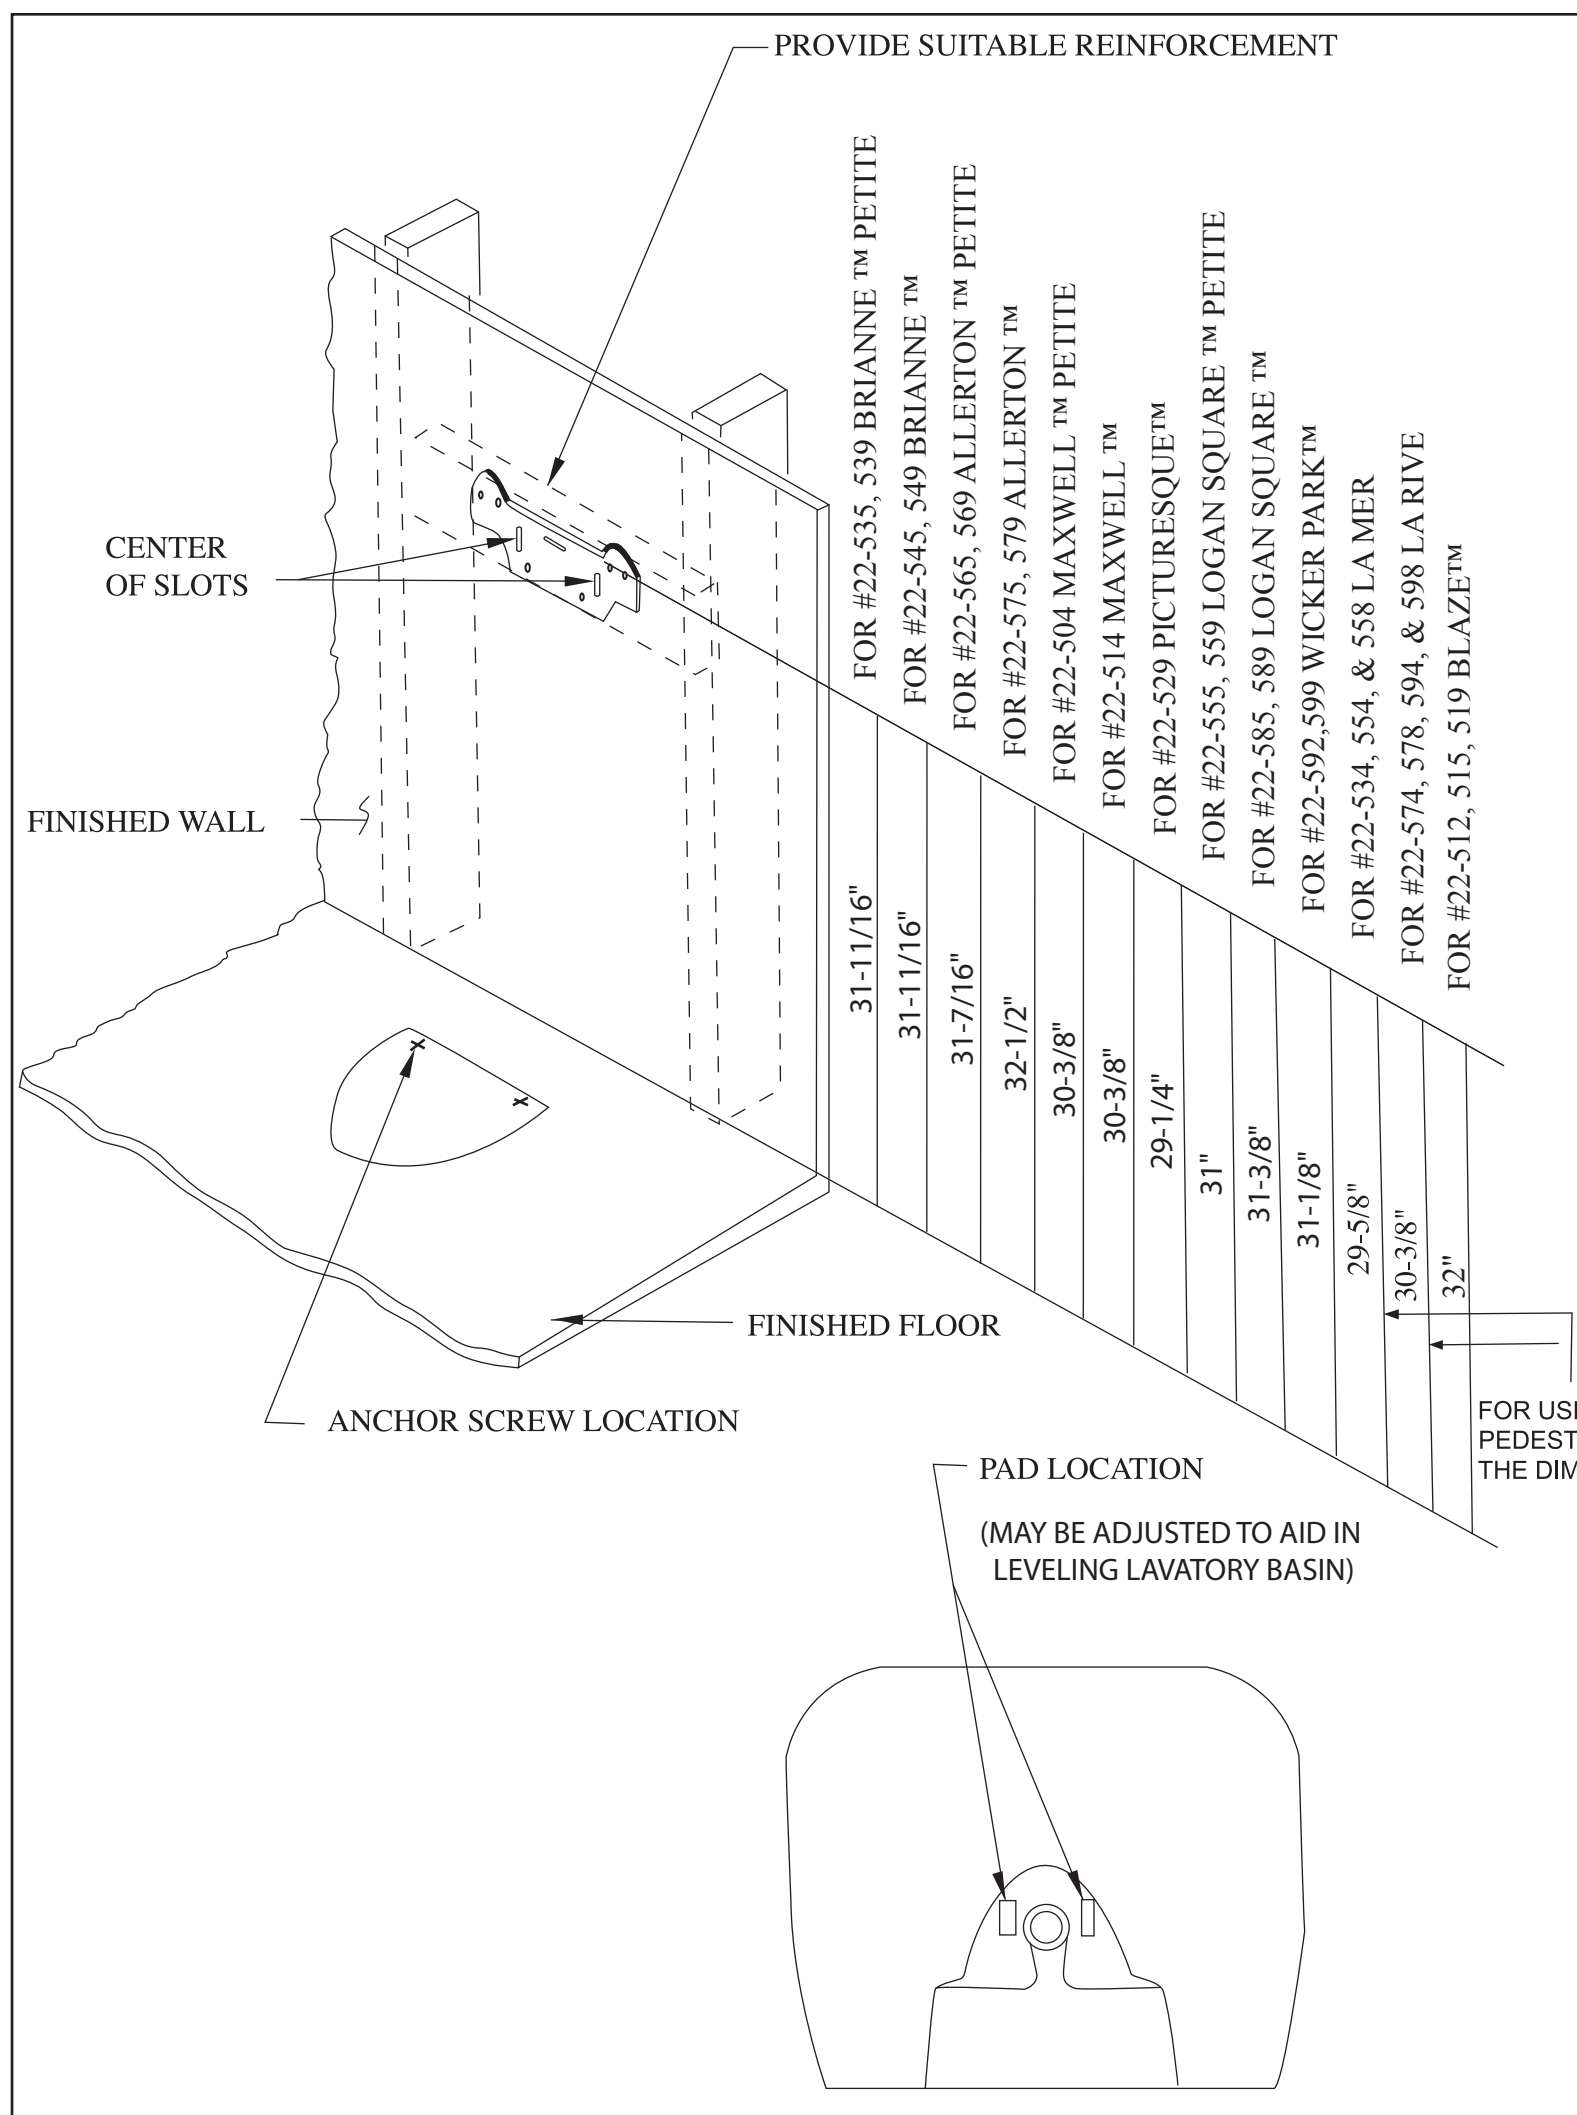 PROVIDE SUITABLE REINFORCEMENT
FOR #22-535, 539 BRIANNE ™ PETITE
FOR #22-545, 549 BRIANNE ™
FOR #22-565, 569 ALLERTON ™ PETITE
FOR #22-575, 579 ALLERTON ™
FOR #22-504 MAXWELL ™ PETITE
FOR #22-514 MAXWELL ™
FOR #22-529 PICTURESQUE™
FOR #22-555, 559 LOGAN SQUARE ™ PETITE
FOR #22-585, 589 LOGAN SQUARE ™
FOR #22-592,599 WICKER PARK™
FOR #22-534, 554, & 558 LA MER
FOR #22-574, 578, 594, & 598 LA RIVE
FOR #22-512, 515, 519 BLAZE™
CENTER
OF SLOTS
FINISHED WALL
31-11/16"
31-11/16"
31-7/16"
32-1/2"
30-3/8"
30-3/8"
29-1/4"
31"
31-3/8"
31-1/8"
29-5/8"
30-3/8"
32"
FINISHED FLOOR
ANCHOR SCREW LOCATION
FOR
PEDEST
THE DIM
PAD LOCATION
(MAY BE ADJUSTED TO AID IN
LEVELING LAVATORY BASIN)